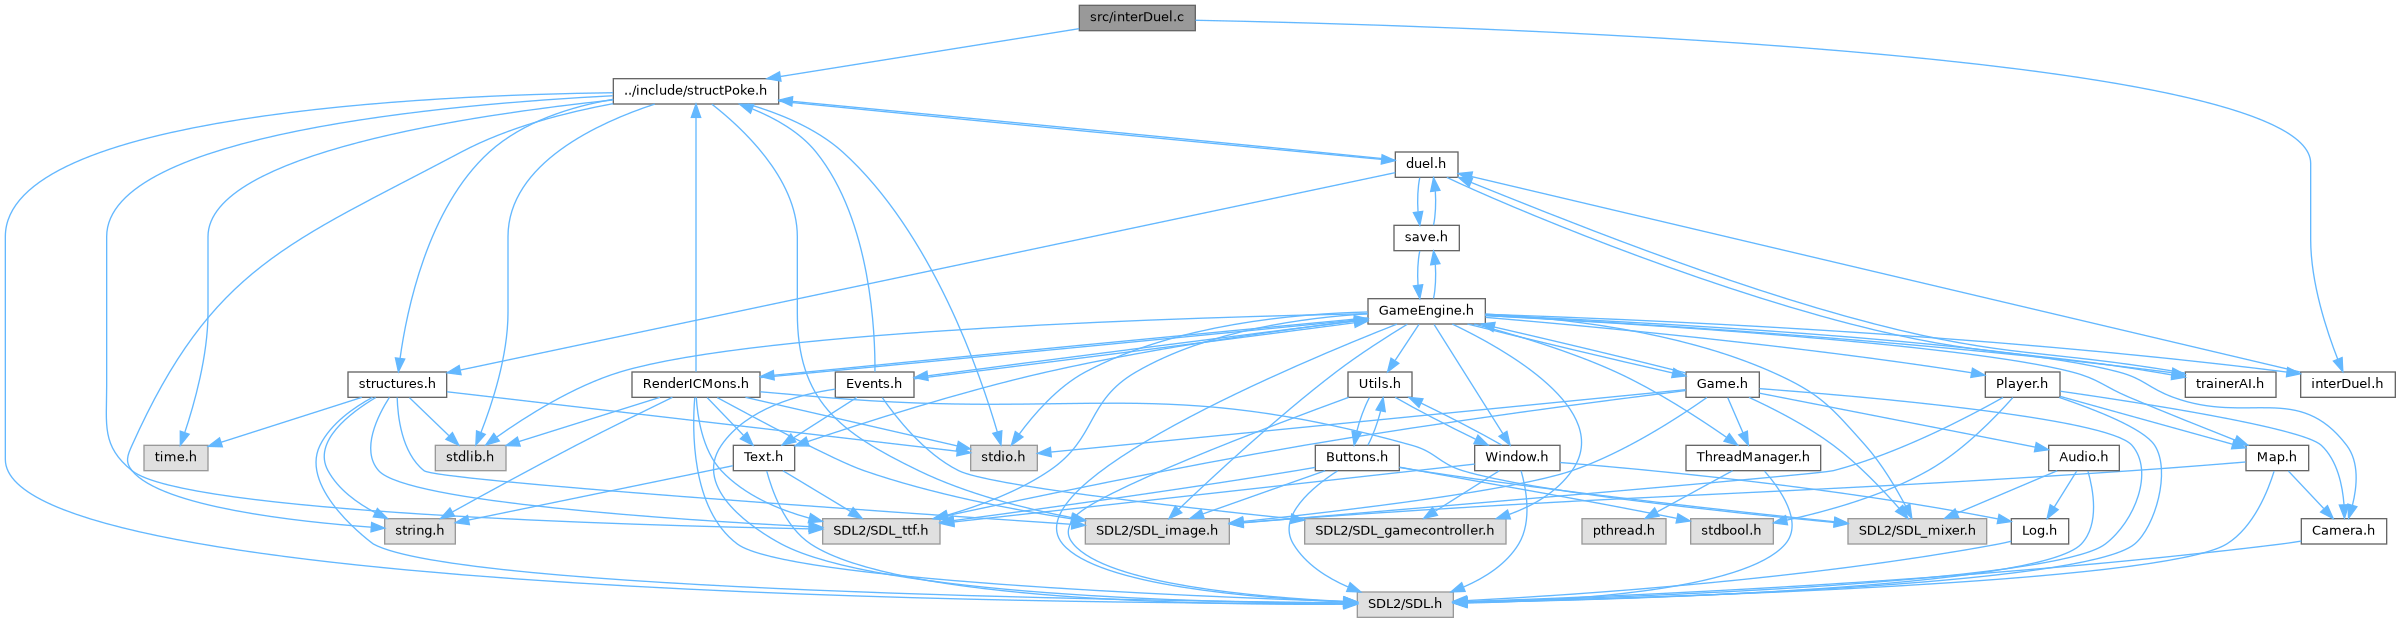 src/interDuel.c
../include/structPoke.h
duel.h
save.h
GameEngine.h
structures.h
RenderICMons.h
Events.h
Utils.h
Game.h
Player.h
trainerAI.h
interDuel.h
time.h
stdlib.h
Text.h
stdio.h
Buttons.h
Window.h
ThreadManager.h
Audio.h
Map.h
string.h
SDL2/SDL_ttf.h
SDL2/SDL_image.h
SDL2/SDL_gamecontroller.h
pthread.h
stdbool.h
SDL2/SDL_mixer.h
Log.h
Camera.h
SDL2/SDL.h